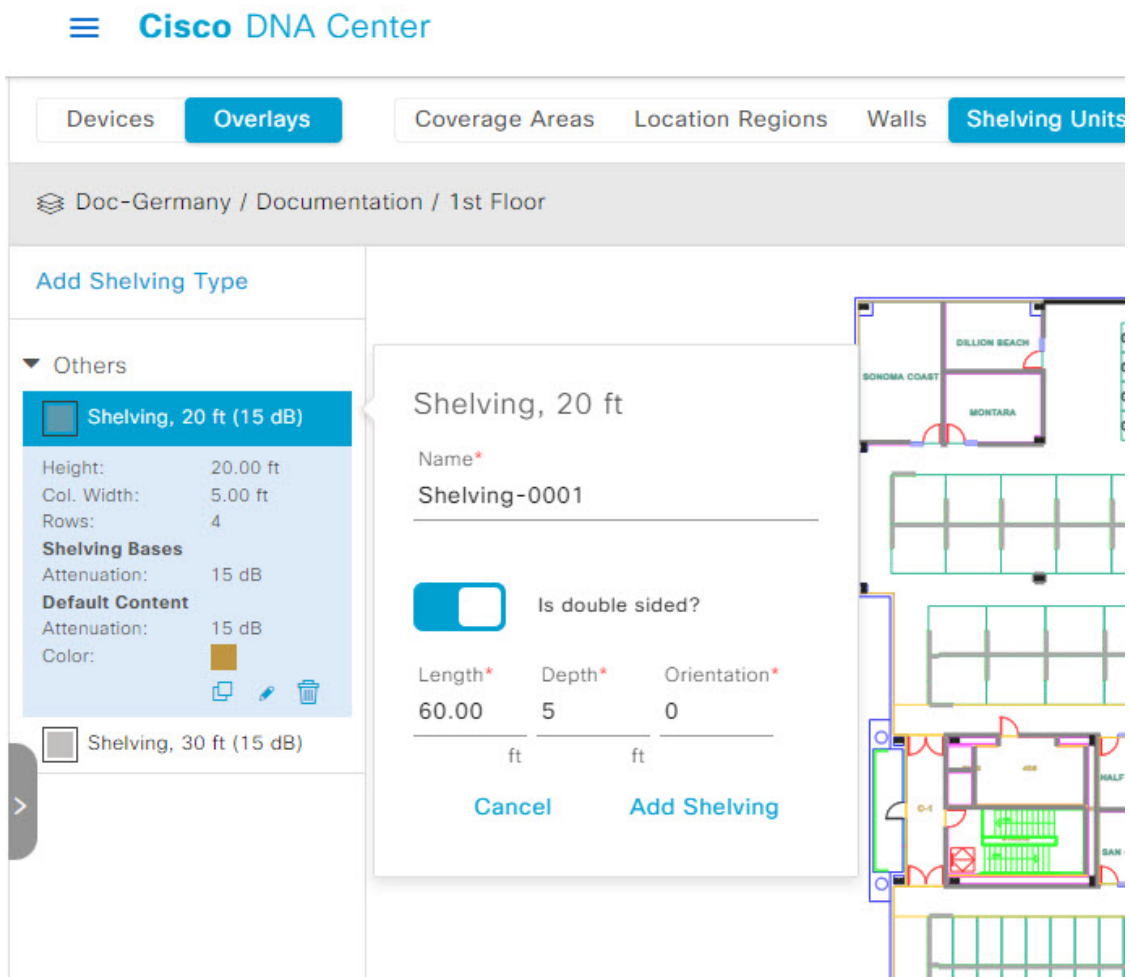 Cisco DNA Center
Devices Overlays Coverage Areas Location Regions Walls Shelving Units
Doc-Germany / Documentation / 1st Floor
Add Shelving Type
Others
Shelving, 20 ft (15 dB)
Height: 20.00 ft
Col. Width: 5.00 ft
Rows: 4
Shelving Bases
Attenuation: 15 dB
Default Content
Attenuation: 15 dB
Color:
Shelving, 30 ft (15 dB)
Shelving, 20 ft
Name*
Shelving-0001
Is double sided?
Length* Depth* Orientation*
60.00 5 0
ft ft
Cancel Add Shelving
DILLION BEACH
SONOMA COAST
MONTARA
HALF
C-1
SAN